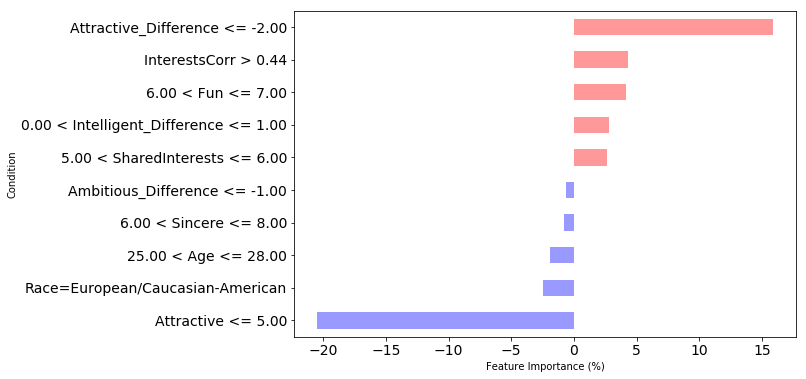 Attractive_Difference <= -2.00
InterestsCorr > 0.44
6.00 < Fun <= 7.00
0.00 < Intelligent_Difference <= 1.00
5.00 < SharedInterests <= 6.00
Ambitious_Difference <= -1.00
6.00 < Sincere <= 8.00
25.00 < Age <= 28.00
Race=European/Caucasian-American
Attractive <= 5.00
Condition
−20 −15 −10 −5 0 5 10 15
Feature Importance (%)